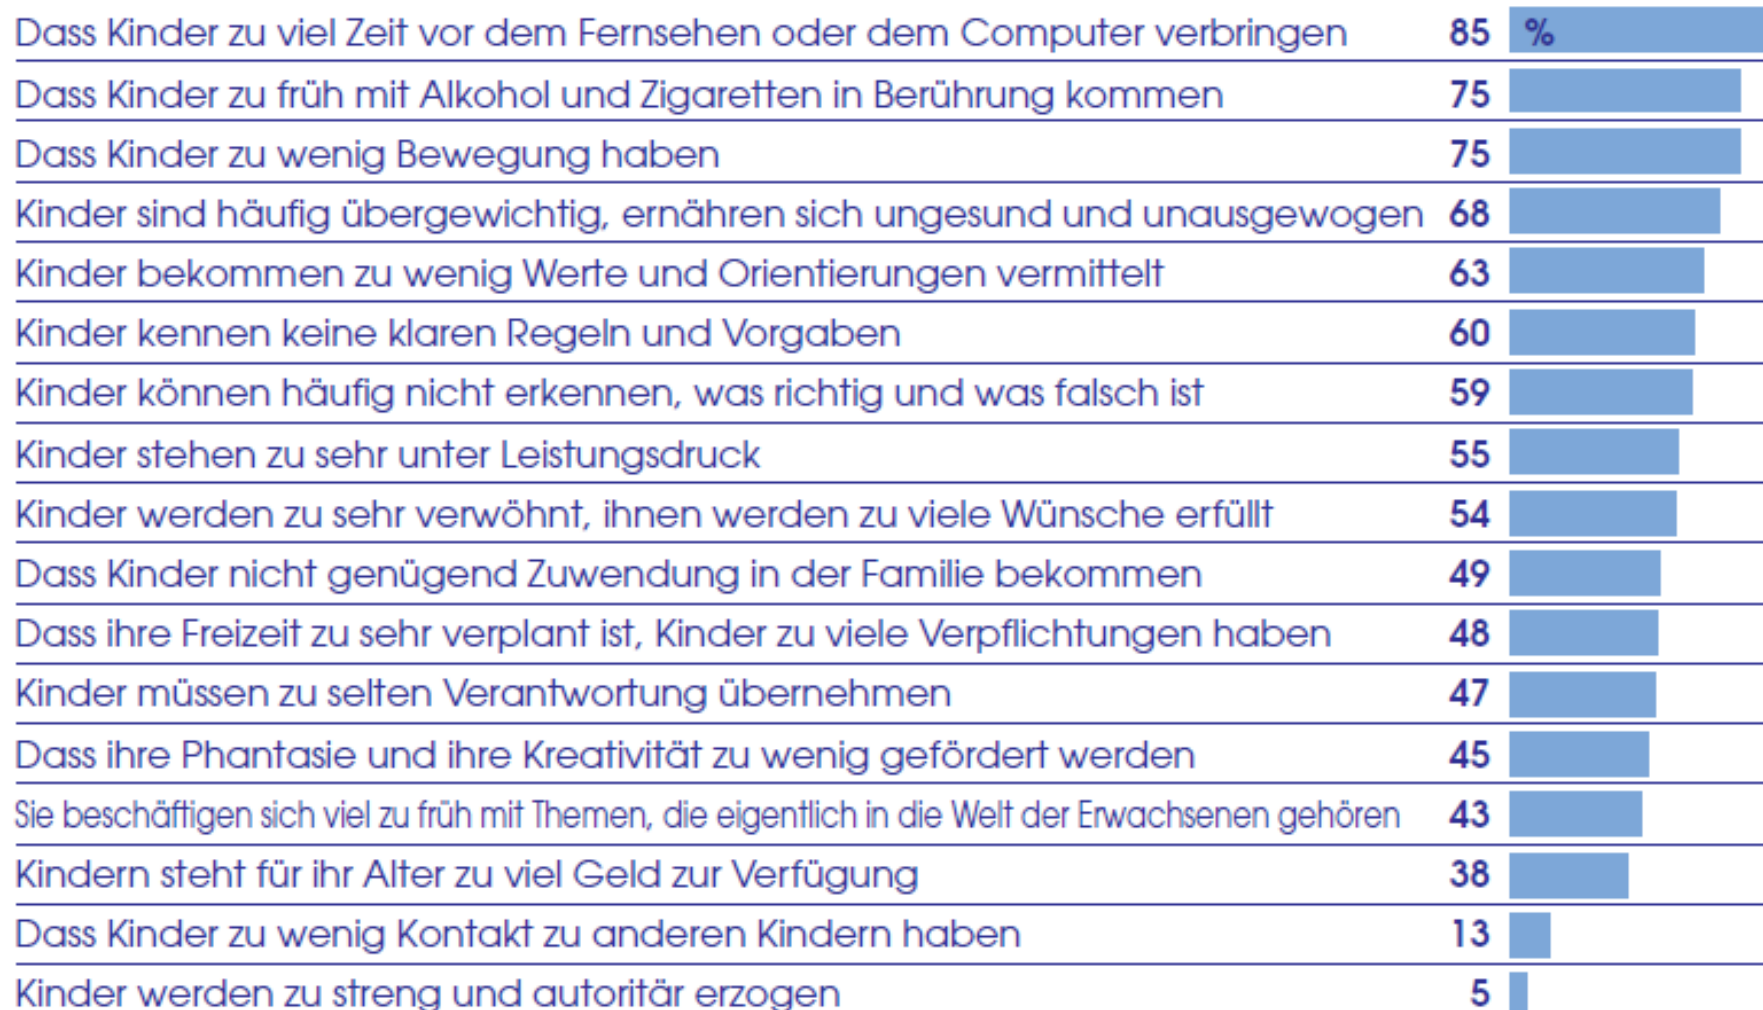 Dass Kinder zu viel Zeit vor dem Fernsehen oder dem Computer verbringen 85 %
Dass Kinder zu früh mit Alkohol und Zigaretten in Berührung kommen 75
Dass Kinder zu wenig Bewegung haben 75
Kinder sind häufig übergewichtig, ernähren sich ungesund und unausgewogen 68
Kinder bekommen zu wenig Werte und Orientierungen vermittelt 63
Kinder kennen keine klaren Regeln und Vorgaben 60
Kinder können häufig nicht erkennen, was richtig und was falsch ist 59
Kinder stehen zu sehr unter Leistungsdruck 55
Kinder werden zu sehr verwöhnt, ihnen werden zu viele Wünsche erfüllt 54
Dass Kinder nicht genügend Zuwendung in der Familie bekommen 49
Dass ihre Freizeit zu sehr verplant ist, Kinder zu viele Verpflichtungen haben 48
Kinder müssen zu selten Verantwortung übernehmen 47
Dass ihre Phantasie und ihre Kreativität zu wenig gefördert werden 45
Sie beschäftigen sich viel zu früh mit Themen, die eigentlich in die Welt der Erwachsenen gehören 43
Kindern steht für ihr Alter zu viel Geld zur Verfügung 38
Dass Kinder zu wenig Kontakt zu anderen Kindern haben 13
Kinder werden zu streng und autoritär erzogen 5